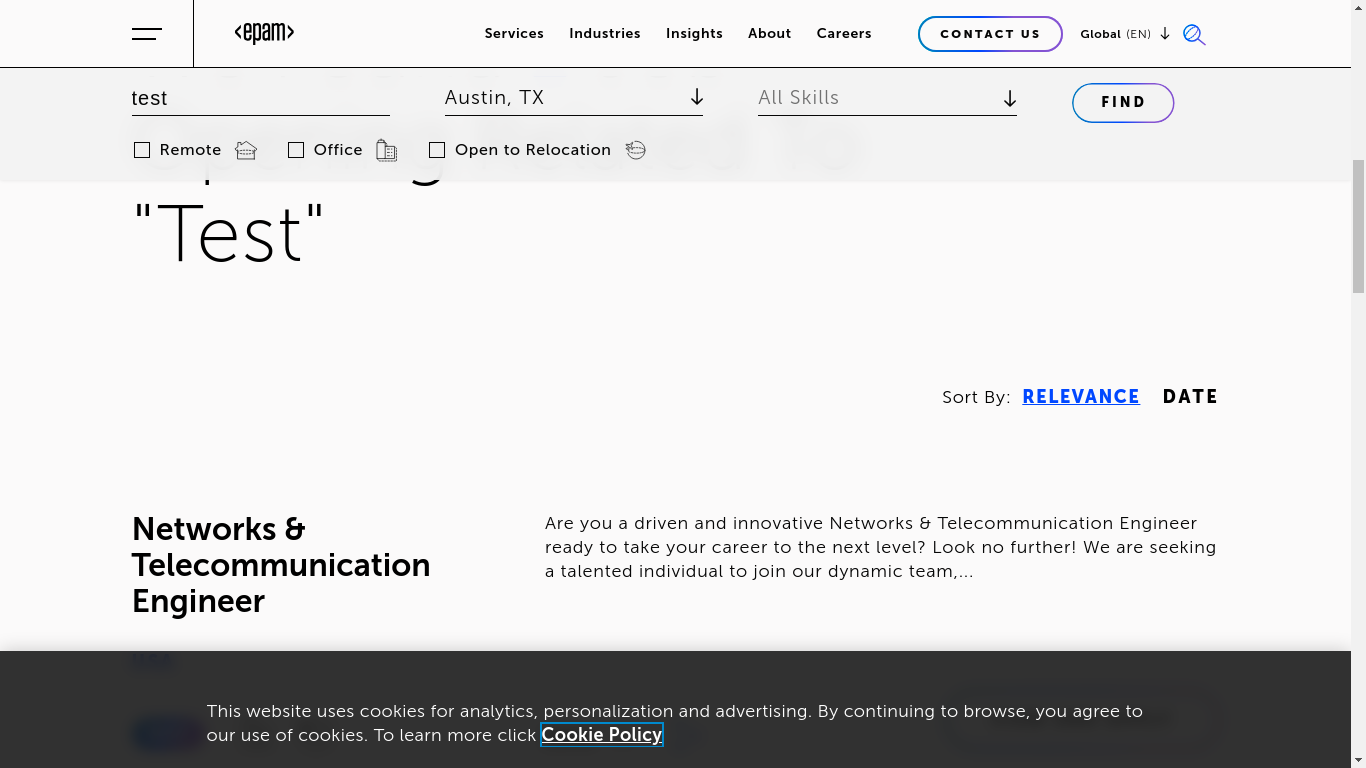 <epam>
Services Industries Insights About Careers
CONTACT US
Global (EN)
test
Austin, TX
All Skills
FIND
Remote
Office
Open to Relocation
"Test"
Sort By: RELEVANCE DATE
Networks &
Telecommunication
Engineer
Are you a driven and innovative Networks & Telecommunication Engineer
ready to take your career to the next level? Look no further! We are seeking
a talented individual to join our dynamic team,...
This website uses cookies for analytics, personalization and advertising. By continuing to browse, you agree to
our use of cookies. To learn more click Cookie Policy